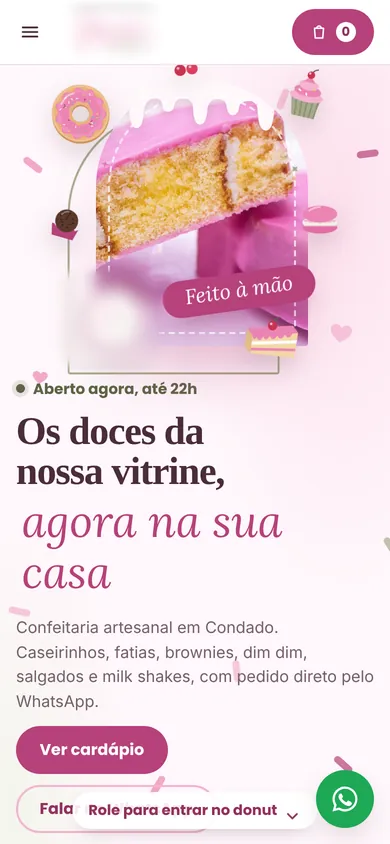 0
Feito à mão
Aberto agora, até 22h
Os doces da
nossa vitrine,
agora na sua
casa
Confeitaria artesanal em Condado.
Caseirinhos, fatias, brownies, dim dim,
salgados e milk shakes, com pedido direto pelo
WhatsApp.
Ver cardápio
Falar
Role para entrar no donut